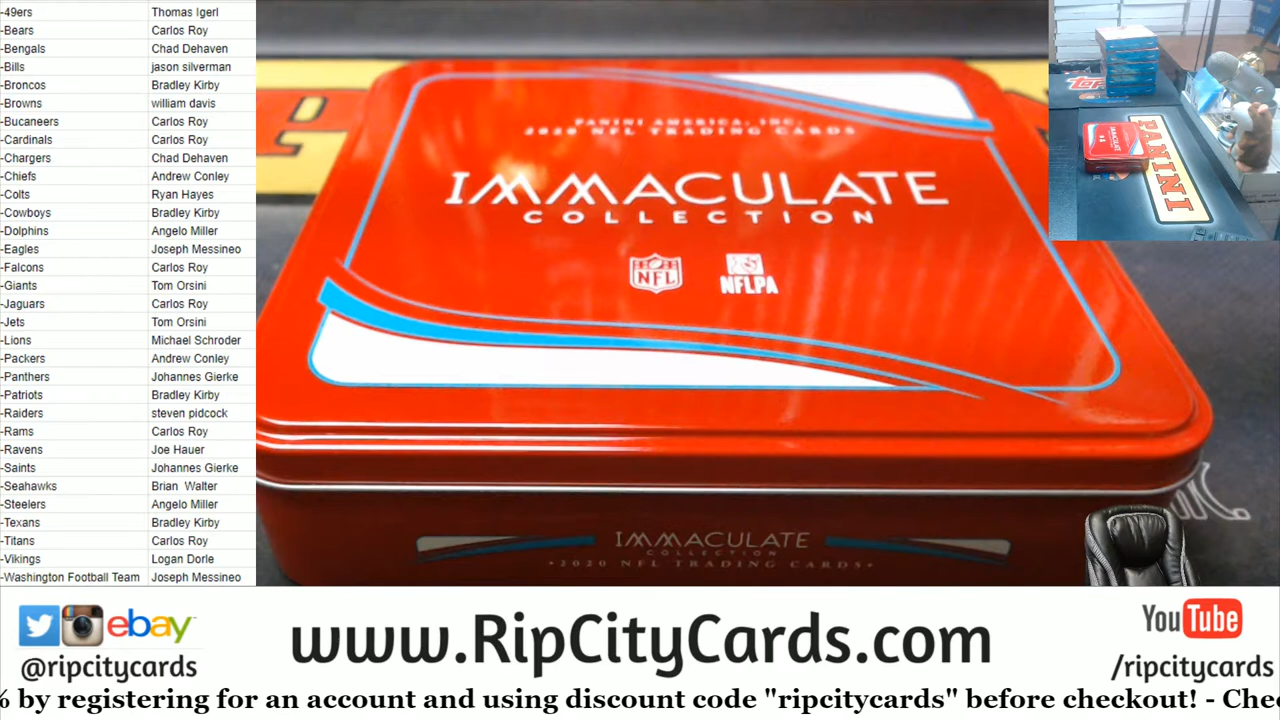 -49ers Thomas Igerl
-Bears Carlos Roy
-Bengals Chad Dehaven
-Bills jason silverman
-Broncos Bradley Kirby
-Browns william davis
-Bucaneers Carlos Roy
-Cardinals Carlos Roy
-Chargers Chad Dehaven
-Chiefs Andrew Conley
-Colts Ryan Hayes
-Cowboys Bradley Kirby
-Dolphins Angelo Miller
-Eagles Joseph Messineo
-Falcons Carlos Roy
-Giants Tom Orsini
-Jaguars Carlos Roy
-Jets Tom Orsini
-Lions Michael Schroder
-Packers Andrew Conley
-Panthers Johannes Gierke
-Patriots Bradley Kirby
-Raiders steven pidcock
-Rams Carlos Roy
-Ravens Joe Hauer
-Saints Johannes Gierke
-Seahawks Brian Walter
-Steelers Angelo Miller
-Texans Bradley Kirby
-Titans Carlos Roy
-Vikings Logan Dorle
-Washington Football Team Joseph Messineo
PANINI AMERICA, INC.
2020 NFL TRADING CARDS
IMMACULATE
COLLECTION
NFL
NFLPA
IMMACULATE
COLLECTION
•2020 NFL TRADING CARDS•
PANINI
IMMACULATE
ebay
@ripcitycards
www.RipCityCards.com
YouTube
/ripcitycards
% by registering for an account and using discount code "ripcitycards" before checkout! - Chec